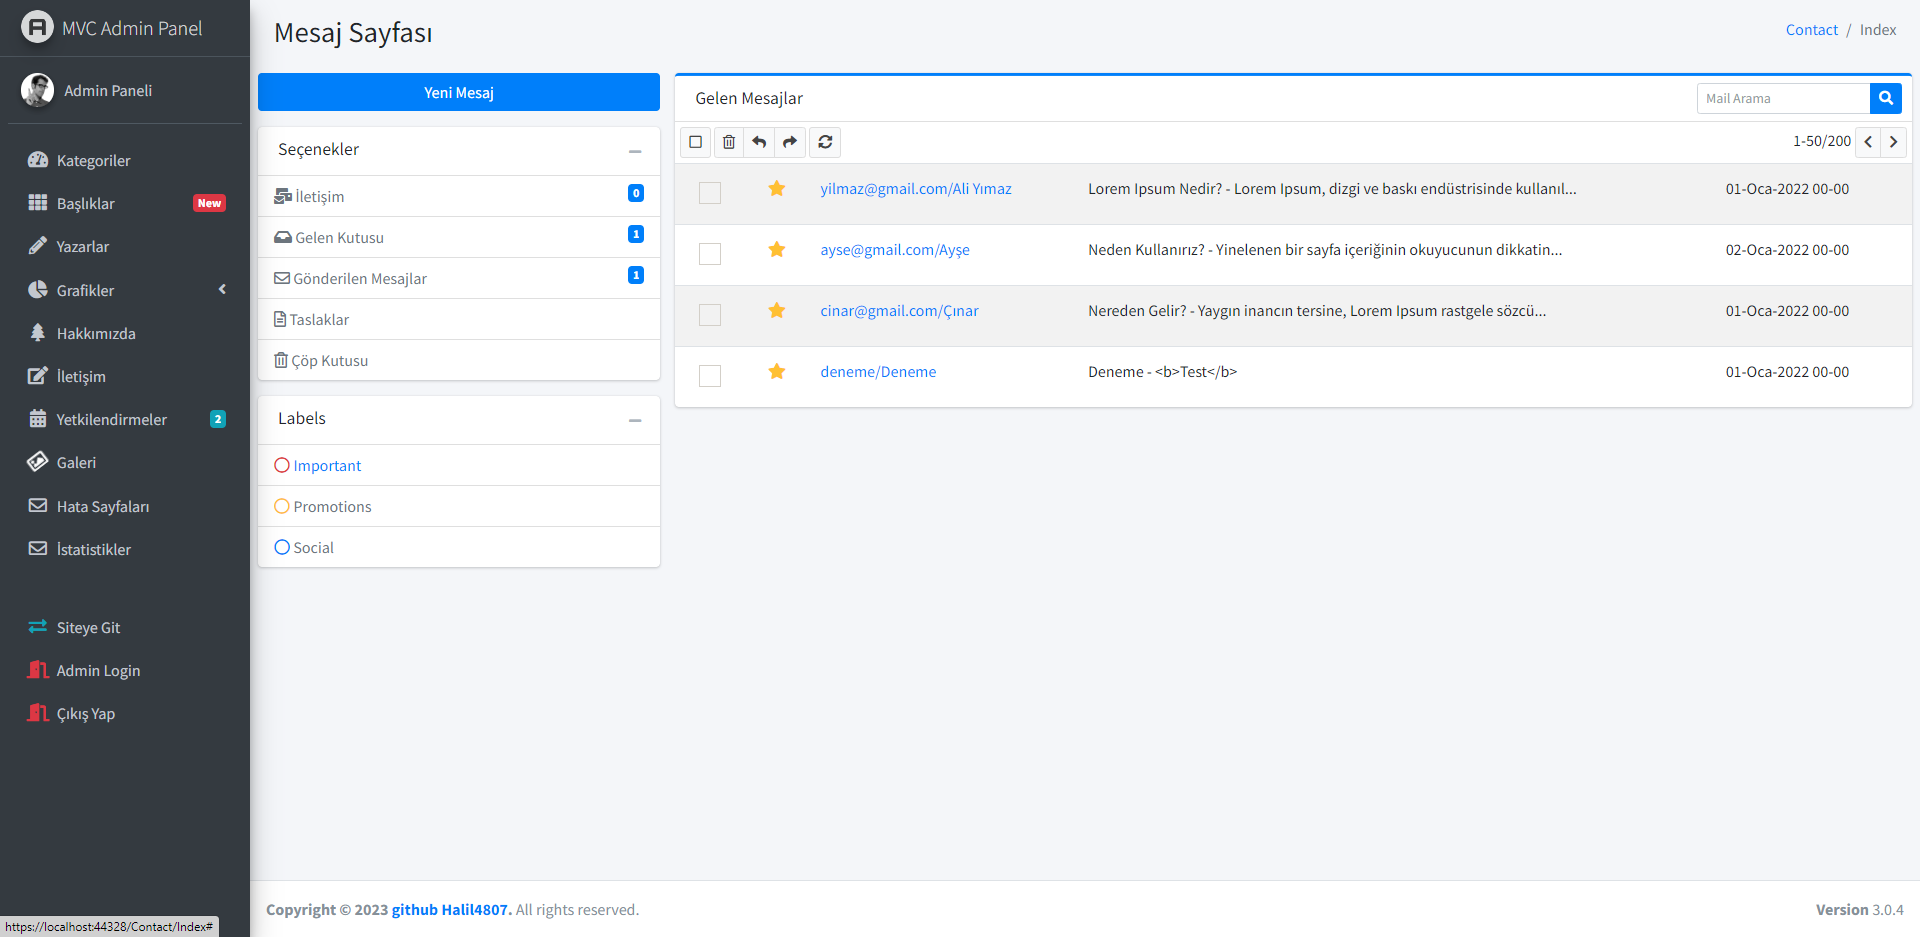 MVC Admin Panel
Admin Paneli
Kategoriler
Başlıklar New
Yazarlar
Grafikler
Hakkımızda
İletişim
Yetkilendirmeler 2
Galeri
Hata Sayfaları
İstatistikler
Siteye Git
Admin Login
Çıkış Yap
https://localhost:44328/Contact/Index#
Mesaj Sayfası
Contact / Index
Yeni Mesaj
Seçenekler
İletişim 0
Gelen Kutusu 1
Gönderilen Mesajlar 1
Taslaklar
Çöp Kutusu
Labels
Important
Promotions
Social
Gelen Mesajlar
Mail Arama
1-50/200
yilmaz@gmail.com/Ali Yımaz Lorem Ipsum Nedir? - Lorem Ipsum, dizgi ve baskı endüstrisinde kullanıl... 01-Oca-2022 00-00
ayse@gmail.com/Ayşe Neden Kullanırız? - Yinelenen bir sayfa içeriğinin okuyucunun dikkatin... 02-Oca-2022 00-00
cinar@gmail.com/Çınar Nereden Gelir? - Yaygın inancın tersine, Lorem Ipsum rastgele sözcü... 01-Oca-2022 00-00
deneme/Deneme Deneme - <b>Test</b> 01-Oca-2022 00-00
Copyright © 2023 github Halil4807. All rights reserved.
Version 3.0.4